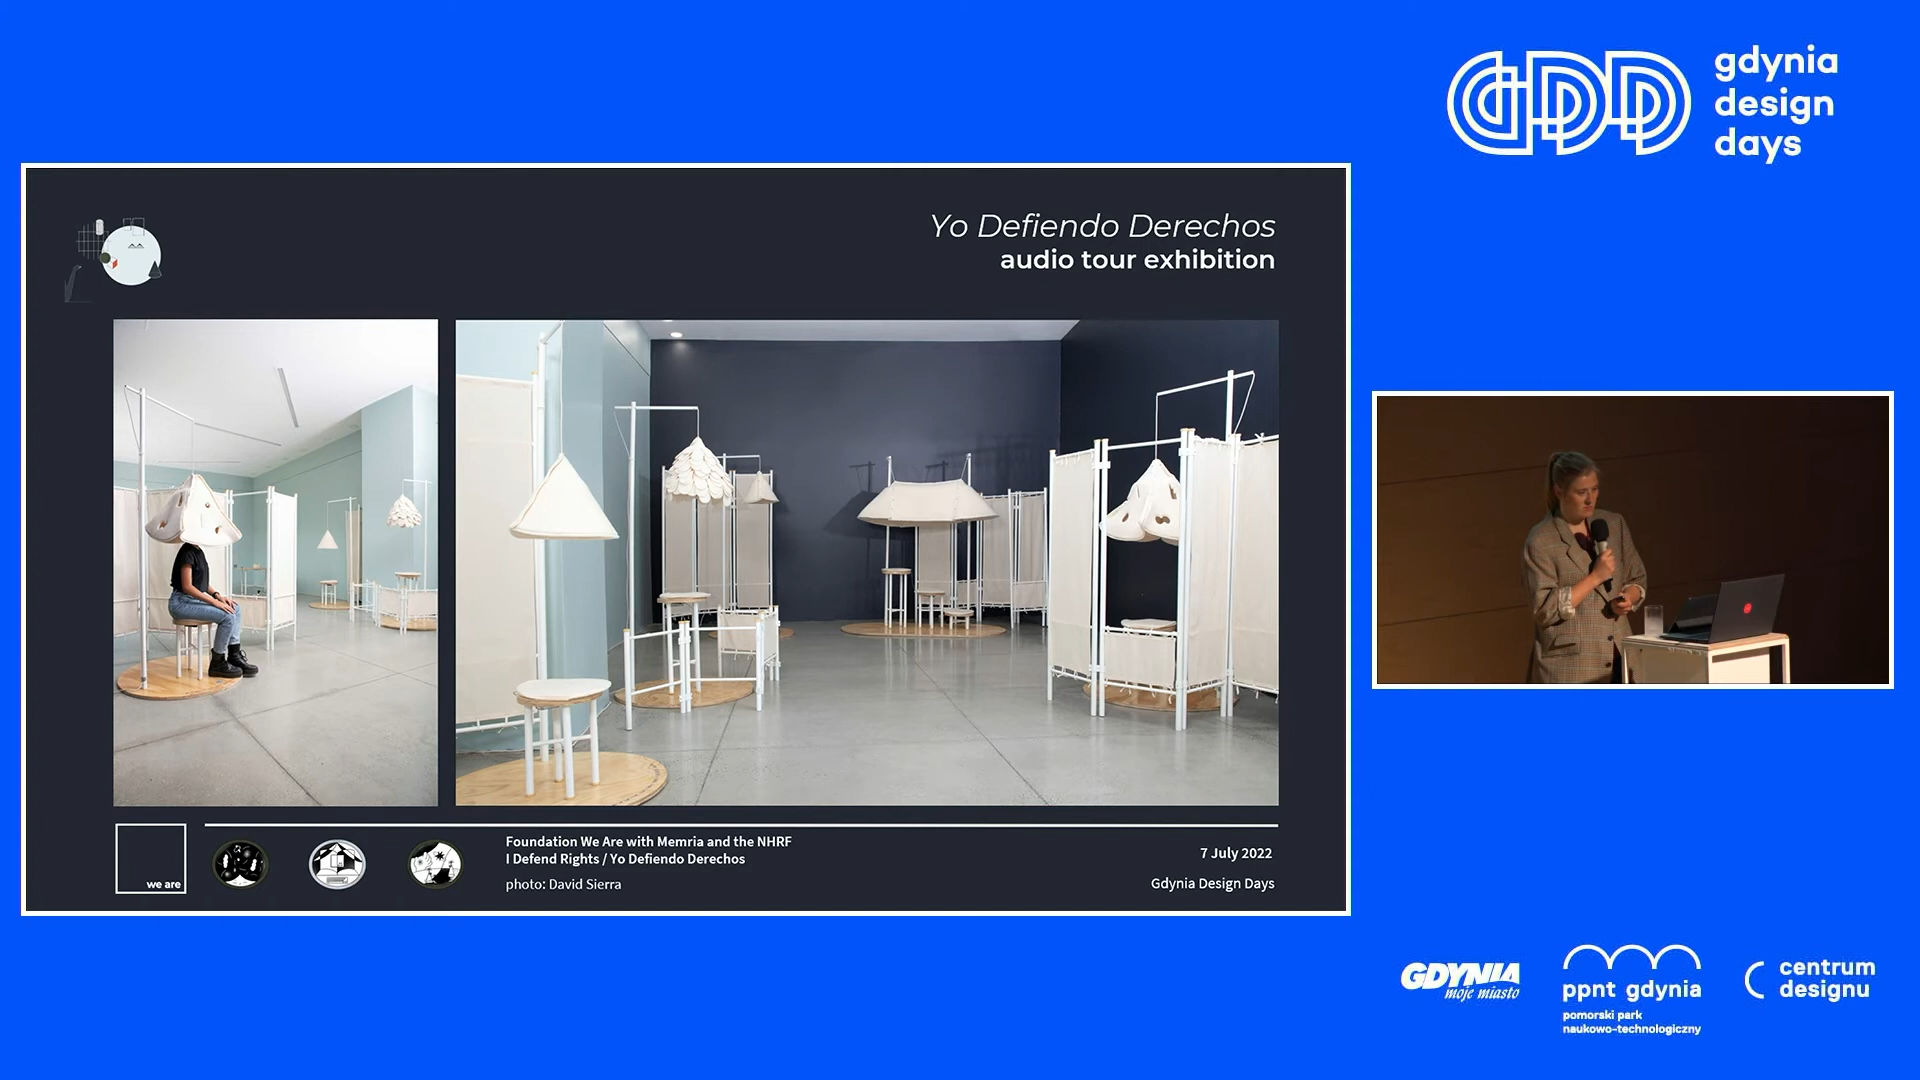 gdynia
design
days
Yo Defiendo Derechos
audio tour exhibition
we are
Foundation We Are with Memria and the NHRF
I Defend Rights / Yo Defiendo Derechos
photo: David Sierra
7 July 2022
Gdynia Design Days
GDYNIA
moje miasto
ppnt gdynia
pomorski park
naukowo-technologiczny
centrum
designu